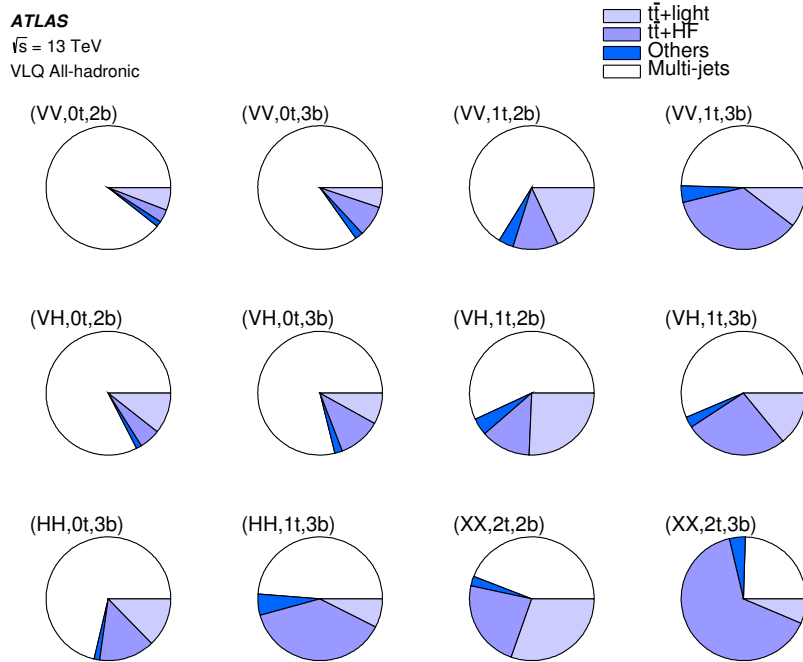 ATLAS
√s = 13 TeV
VLQ All-hadronic
tt̄+light
tt̄+HF
Others
Multi-jets
(VV,0t,2b) (VV,0t,3b) (VV,1t,2b) (VV,1t,3b)
(VH,0t,2b) (VH,0t,3b) (VH,1t,2b) (VH,1t,3b)
(HH,0t,3b) (HH,1t,3b) (XX,2t,2b) (XX,2t,3b)